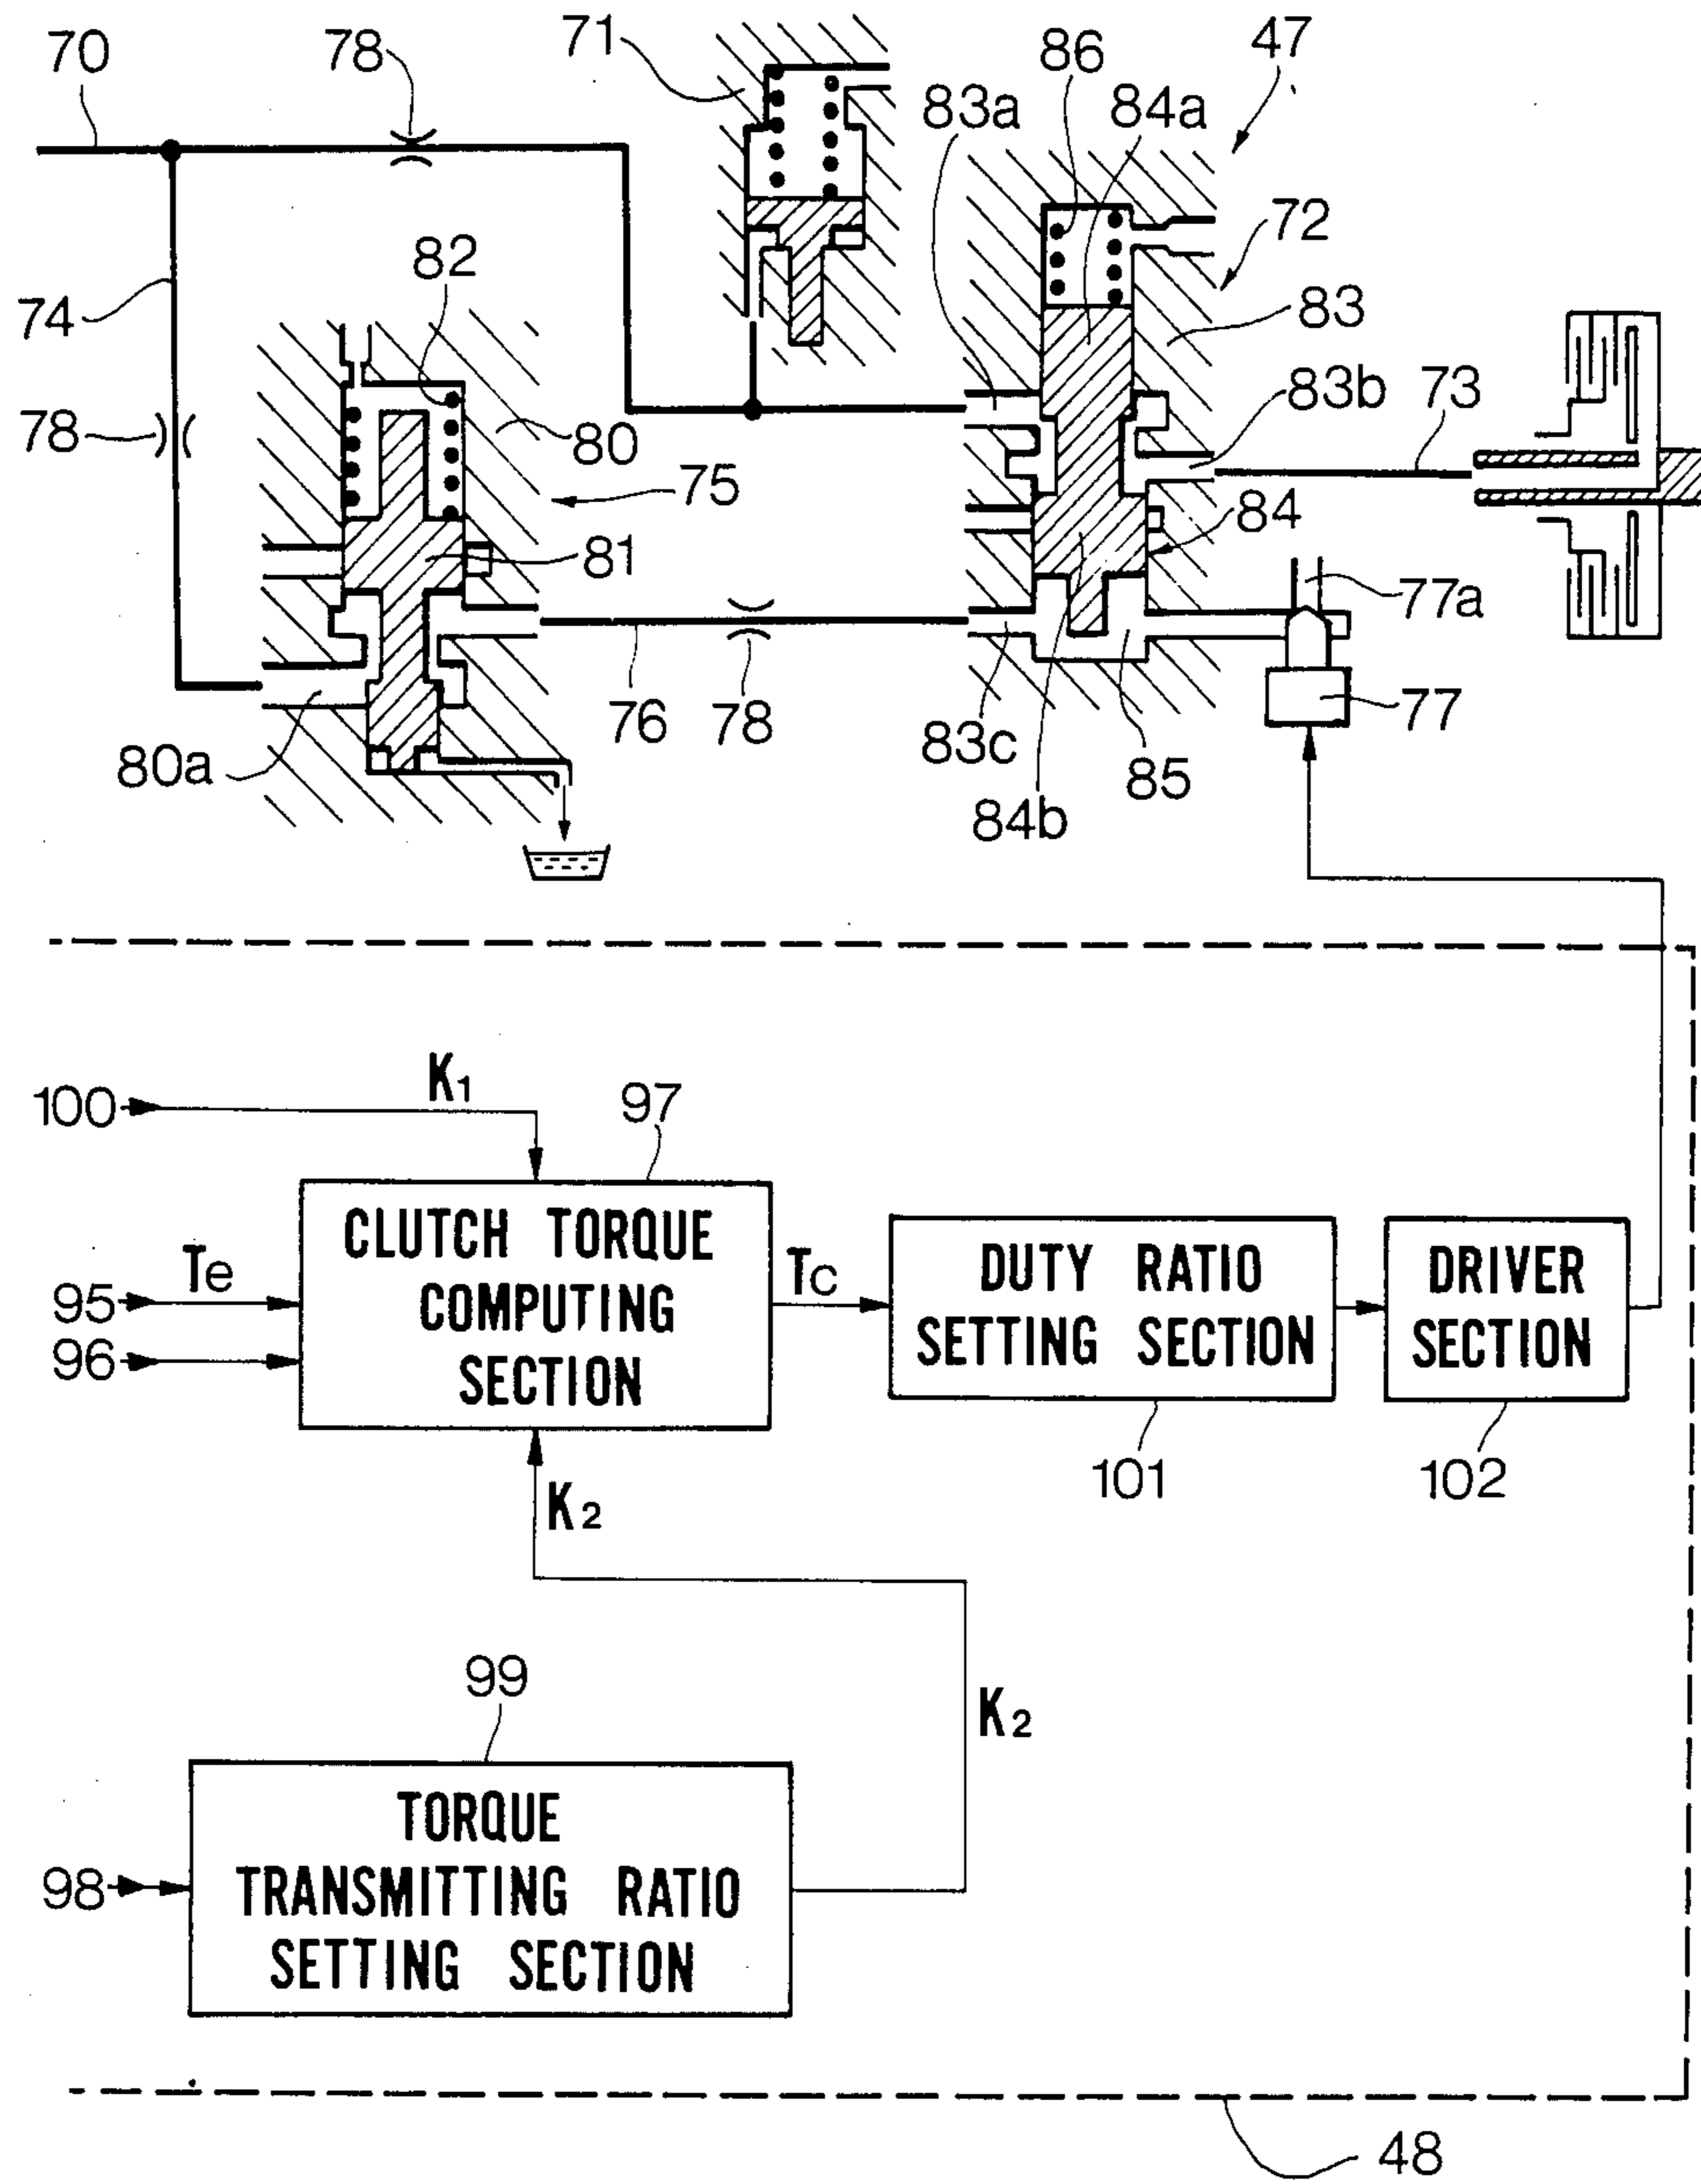 70
78
71
86
47
83a
84a
72
82
83
74
83b
73
78
80
75
84
81
77a
76
78
77
80a
83c
85
84b
K1
97
100
CLUTCH TORQUE
COMPUTING
SECTION
Te
95
96
Tc
DUTY RATIO
SETTING SECTION
DRIVER
SECTION
101
102
K2
99
K2
TORQUE
TRANSMITTING RATIO
SETTING SECTION
98
48